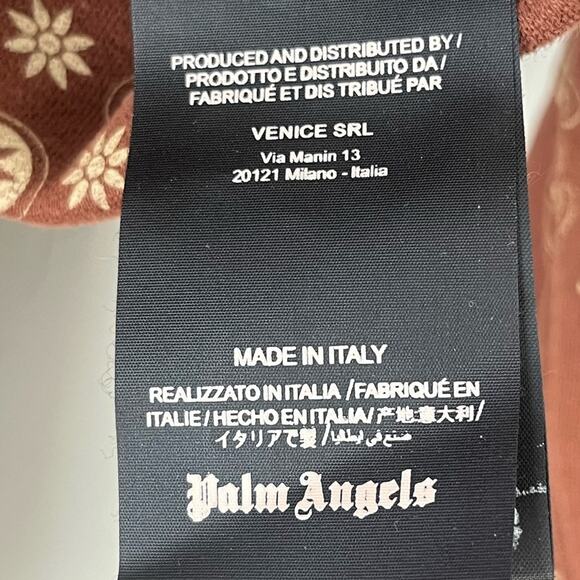 PRODUCED AND DISTRIBUTED BY /
PRODOTTO E DISTRIBUITO DA /
FABRIQUÉ ET DIS TRIBUÉ PAR
VENICE SRL
Via Manin 13
20121 Milano - Italia
MADE IN ITALY
REALIZZATO IN ITALIA /FABRIQUÉ EN
ITALIE / HECHO EN ITALIA/ 产地意大利/
イタリアで製 / صنع في إيطاليا/
Palm Angels